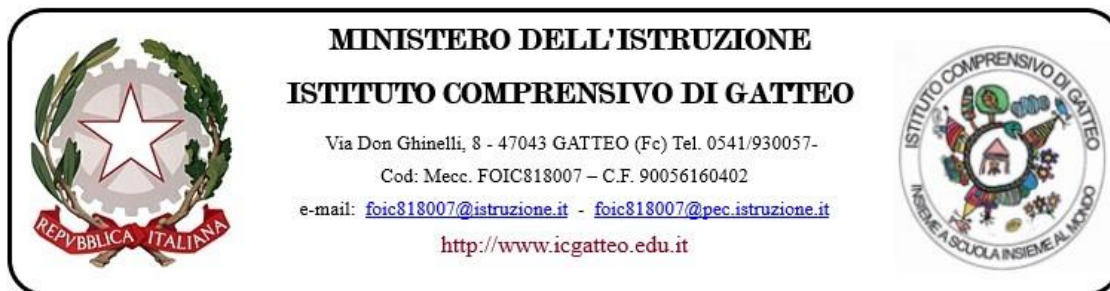 MINISTERO DELL'ISTRUZIONE
ISTITUTO COMPRENSIVO DI GATTEO
Via Don Ghinelli, 8 - 47043 GATTEO (Fc) Tel. 0541/930057-
Cod: Mecc. FOIC818007 – C.F. 90056160402
e-mail: foic818007@istruzione.it - foic818007@pec.istruzione.it
http://www.icgatteo.edu.it
REPVBBLICA ITALIANA
ISTITUTO COMPRENSIVO DI GATTEO
INSIEME A SCUOLA INSIEME AL MONDO